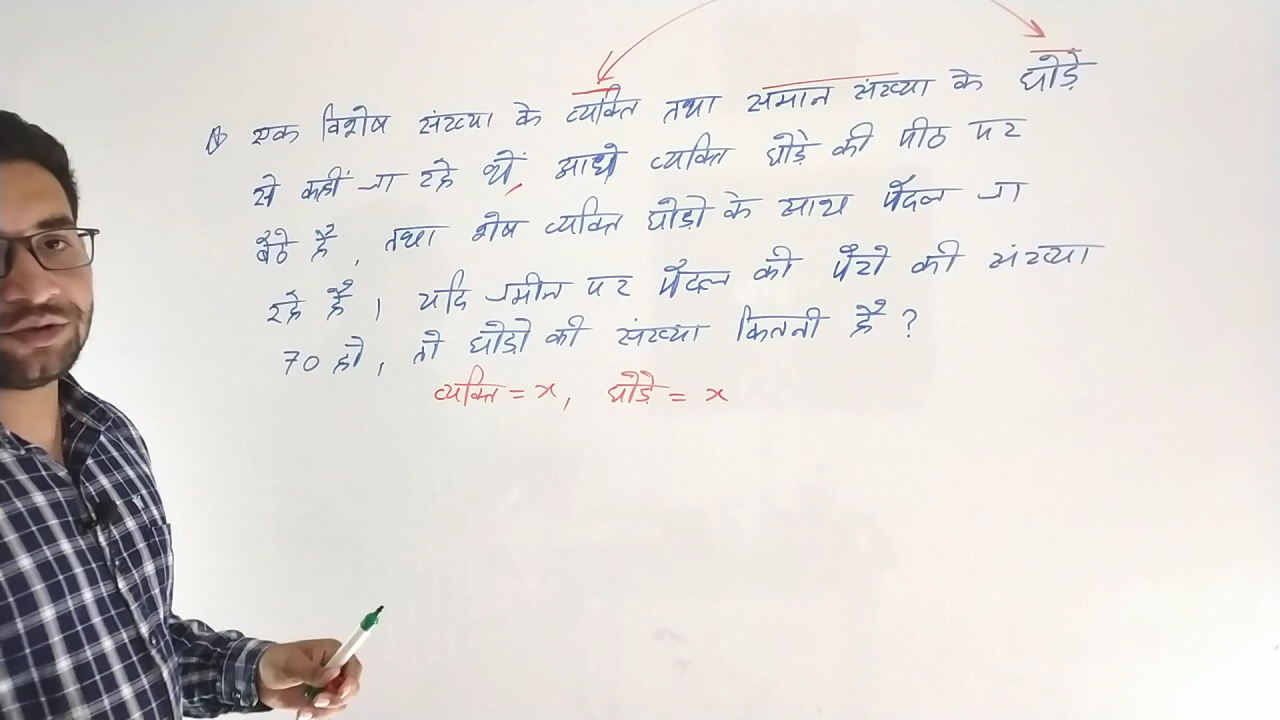 एक विशेष संख्या के व्यक्ति तथा समान संख्या के घोड़े
से कहीं जा रहे थें, आधे व्यक्ति घोड़े की पीठ पर
बैठे है, तथा शेष व्यक्ति घोड़ो के साथ पैदल जा
रहे है। यदि जमीन पर पैदल की पैरो की संख्या
70 हो, तो घोड़ो की संख्या कितनी है?
व्यक्ति = x, घोड़े = x